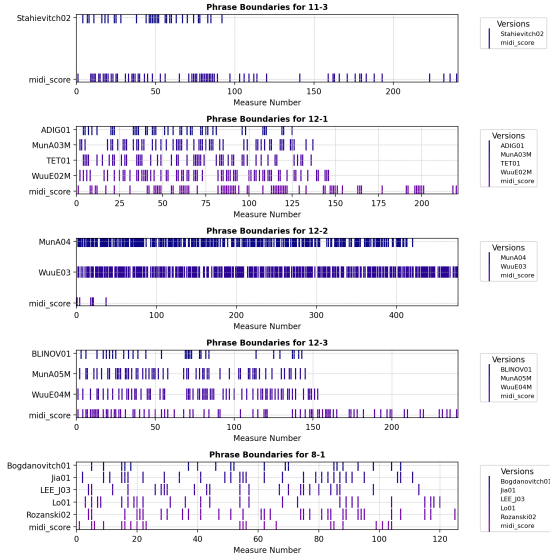 Phrase Boundaries for 11-3
Stahievitch02
midi_score
0 50 100 150 200
Measure Number
Versions
Stahievitch02
midi_score
Phrase Boundaries for 12-1
ADIG01
MunA03M
TET01
WuuE02M
midi_score
0 25 50 75 100 125 150 175 200
Measure Number
Versions
ADIG01
MunA03M
TET01
WuuE02M
midi_score
Phrase Boundaries for 12-2
MunA04
WuuE03
midi_score
0 100 200 300 400
Measure Number
Versions
MunA04
WuuE03
midi_score
Phrase Boundaries for 12-3
BLINOV01
MunA05M
WuuE04M
midi_score
0 50 100 150 200
Measure Number
Versions
BLINOV01
MunA05M
WuuE04M
midi_score
Phrase Boundaries for 8-1
Bogdanovitch01
Jia01
LEE_J03
Lo01
Rozanski02
midi_score
0 20 40 60 80 100 120
Measure Number
Versions
Bogdanovitch01
Jia01
LEE_J03
Lo01
Rozanski02
midi_score